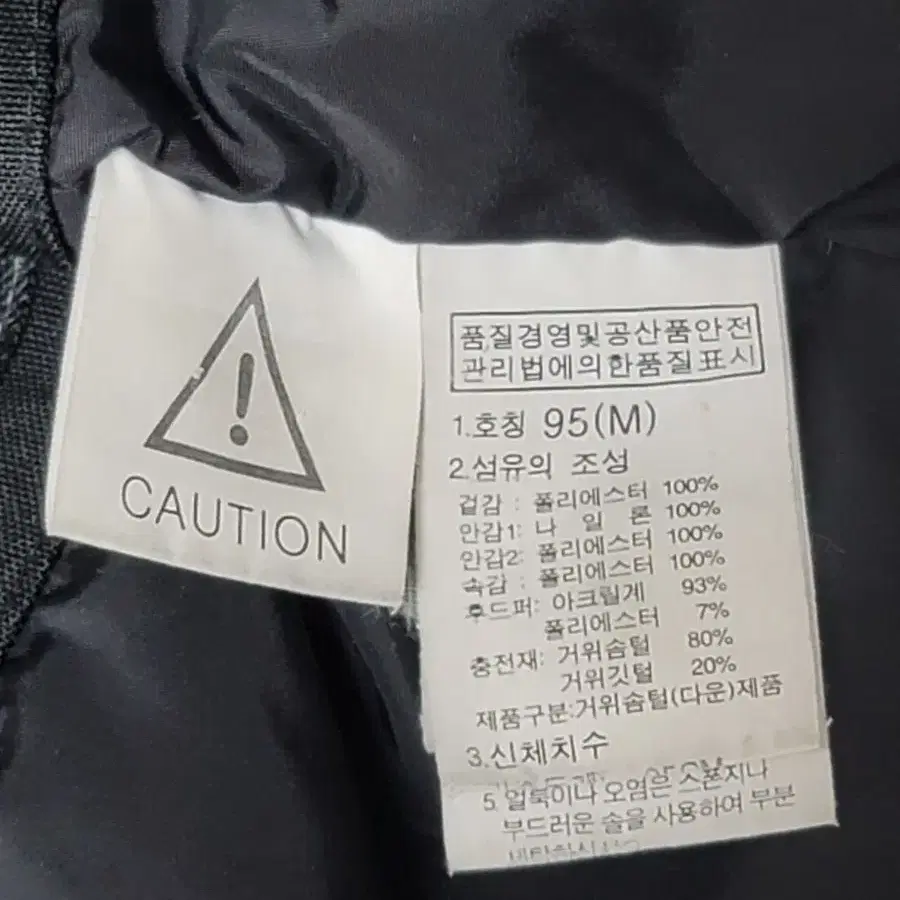 CAUTION
품질경영및공산품안전
관리법에의한품질표시
1.호칭 95(M)
2.섬유의 조성
겉감 : 폴리에스터 100%
안감1: 나 일 론 100%
안감2: 폴리에스터 100%
속감 : 폴리에스터 100%
후드퍼: 아크릴계 93%
폴리에스터 7%
충전재: 거위솜털 80%
거위깃털 20%
제품구분:거위솜털(다운)제품
3.신체치수
5. 얼룩이나 오염은 스폰지나
부드러운 솔을 사용하여 부분